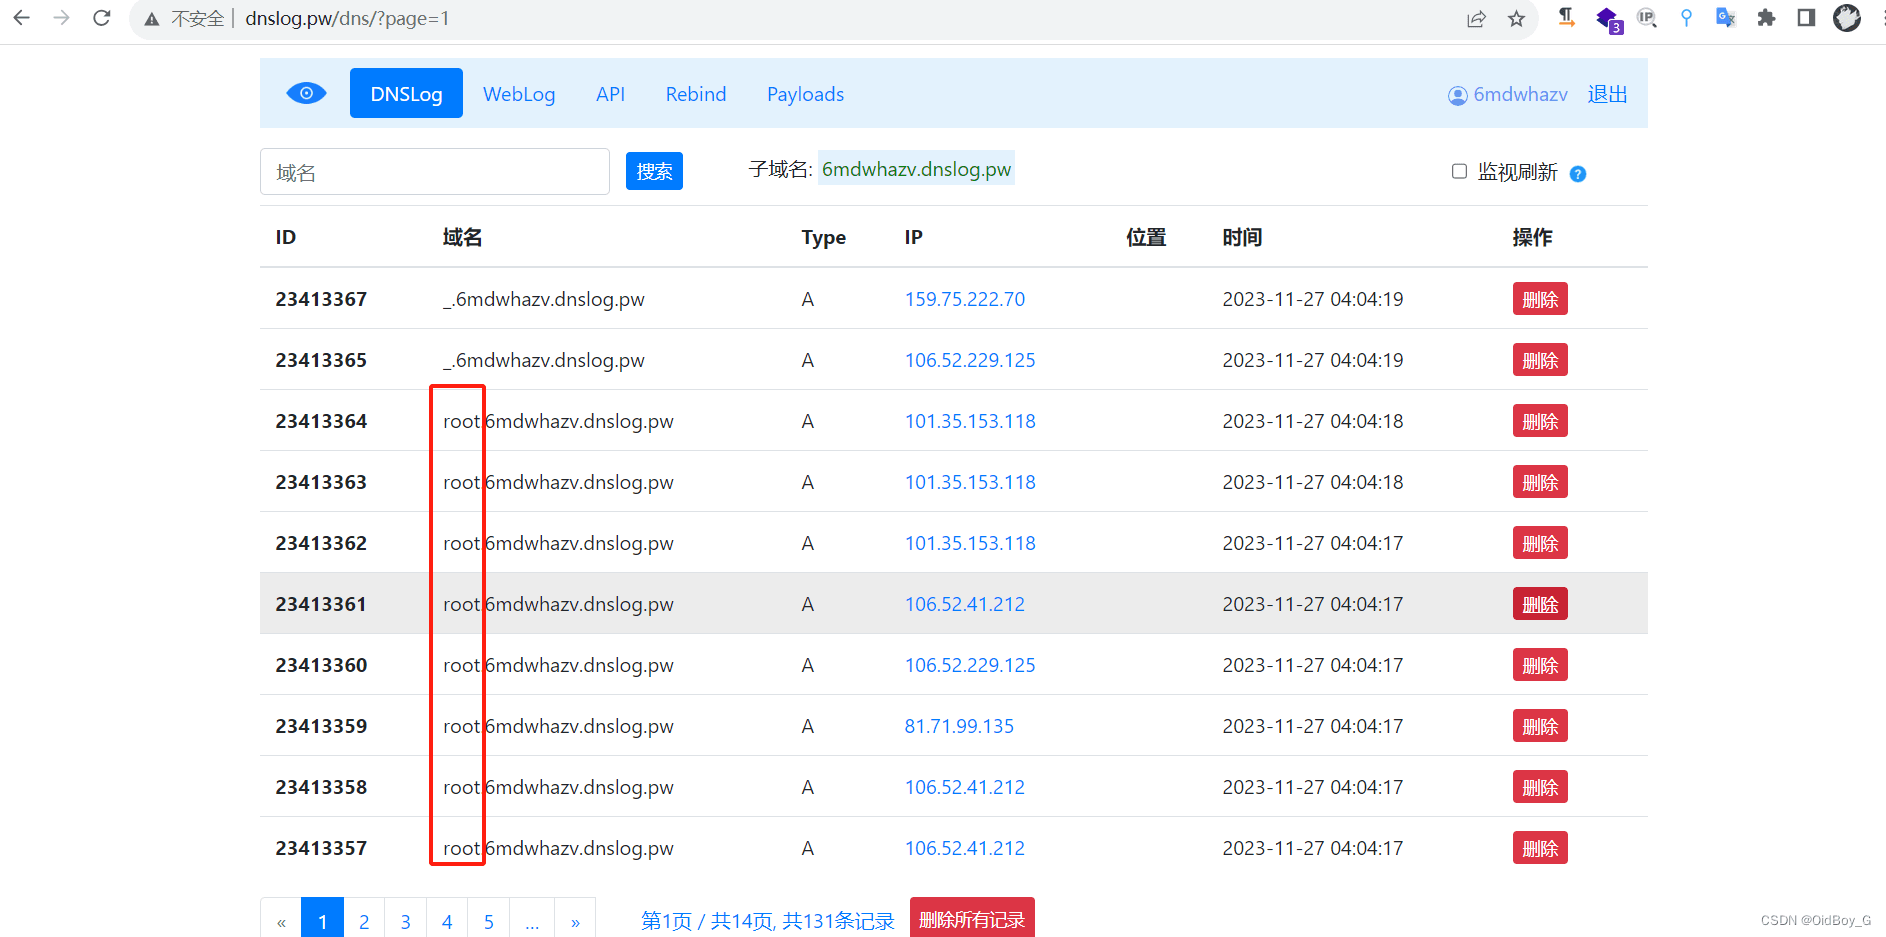 不安全 dnslog.pw/dns/?page=1
3
IP
DNSLog WebLog API Rebind Payloads 6mdwhazv 退出
域名 搜索 子域名: 6mdwhazv.dnslog.pw 监视刷新 ?
ID 域名 Type IP 位置 时间 操作
23413367 _.6mdwhazv.dnslog.pw A 159.75.222.70 2023-11-27 04:04:19 删除
23413365 _.6mdwhazv.dnslog.pw A 106.52.229.125 2023-11-27 04:04:19 删除
23413364 root.6mdwhazv.dnslog.pw A 101.35.153.118 2023-11-27 04:04:18 删除
23413363 root.6mdwhazv.dnslog.pw A 101.35.153.118 2023-11-27 04:04:18 删除
23413362 root.6mdwhazv.dnslog.pw A 101.35.153.118 2023-11-27 04:04:17 删除
23413361 root.6mdwhazv.dnslog.pw A 106.52.41.212 2023-11-27 04:04:17 删除
23413360 root.6mdwhazv.dnslog.pw A 106.52.229.125 2023-11-27 04:04:17 删除
23413359 root.6mdwhazv.dnslog.pw A 81.71.99.135 2023-11-27 04:04:17 删除
23413358 root.6mdwhazv.dnslog.pw A 106.52.41.212 2023-11-27 04:04:17 删除
23413357 root.6mdwhazv.dnslog.pw A 106.52.41.212 2023-11-27 04:04:17 删除
« 1 2 3 4 5 ... » 第1页 / 共14页, 共131条记录 删除所有记录
CSDN @OidBoy_G